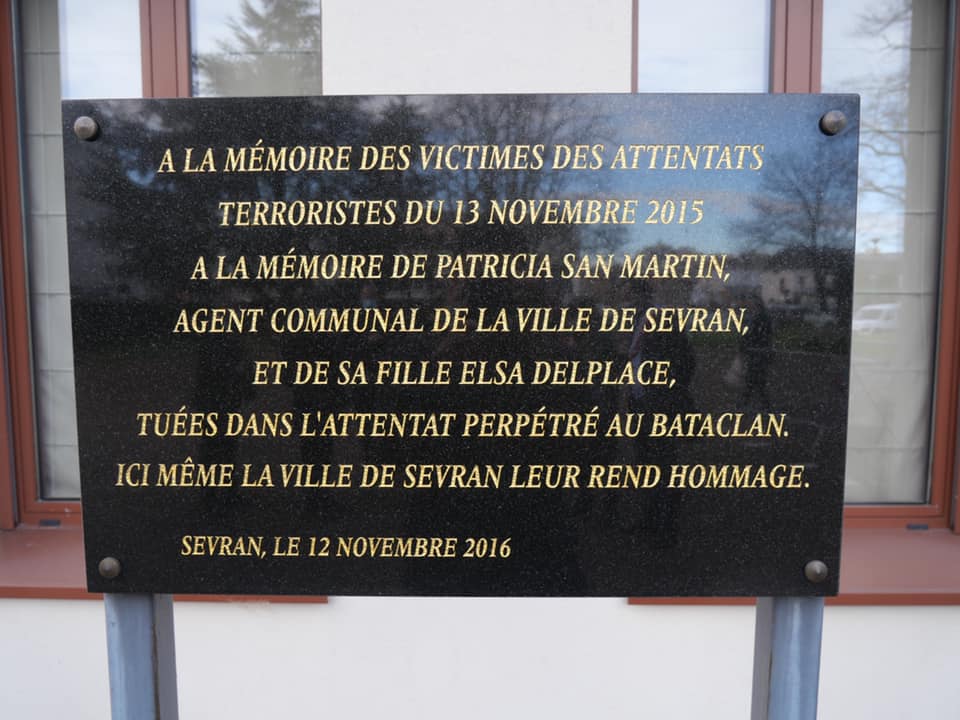 A LA MÉMOIRE DES VICTIMES DES ATTENTATS
TERRORISTES DU 13 NOVEMBRE 2015
A LA MÉMOIRE DE PATRICIA SAN MARTIN,
AGENT COMMUNAL DE LA VILLE DE SEVRAN,
ET DE SA FILLE ELSA DELPLACE,
TUÉES DANS L'ATTENTAT PERPÉTRÉ AU BATACLAN.
ICI MÊME LA VILLE DE SEVRAN LEUR REND HOMMAGE.
SEVRAN, LE 12 NOVEMBRE 2016